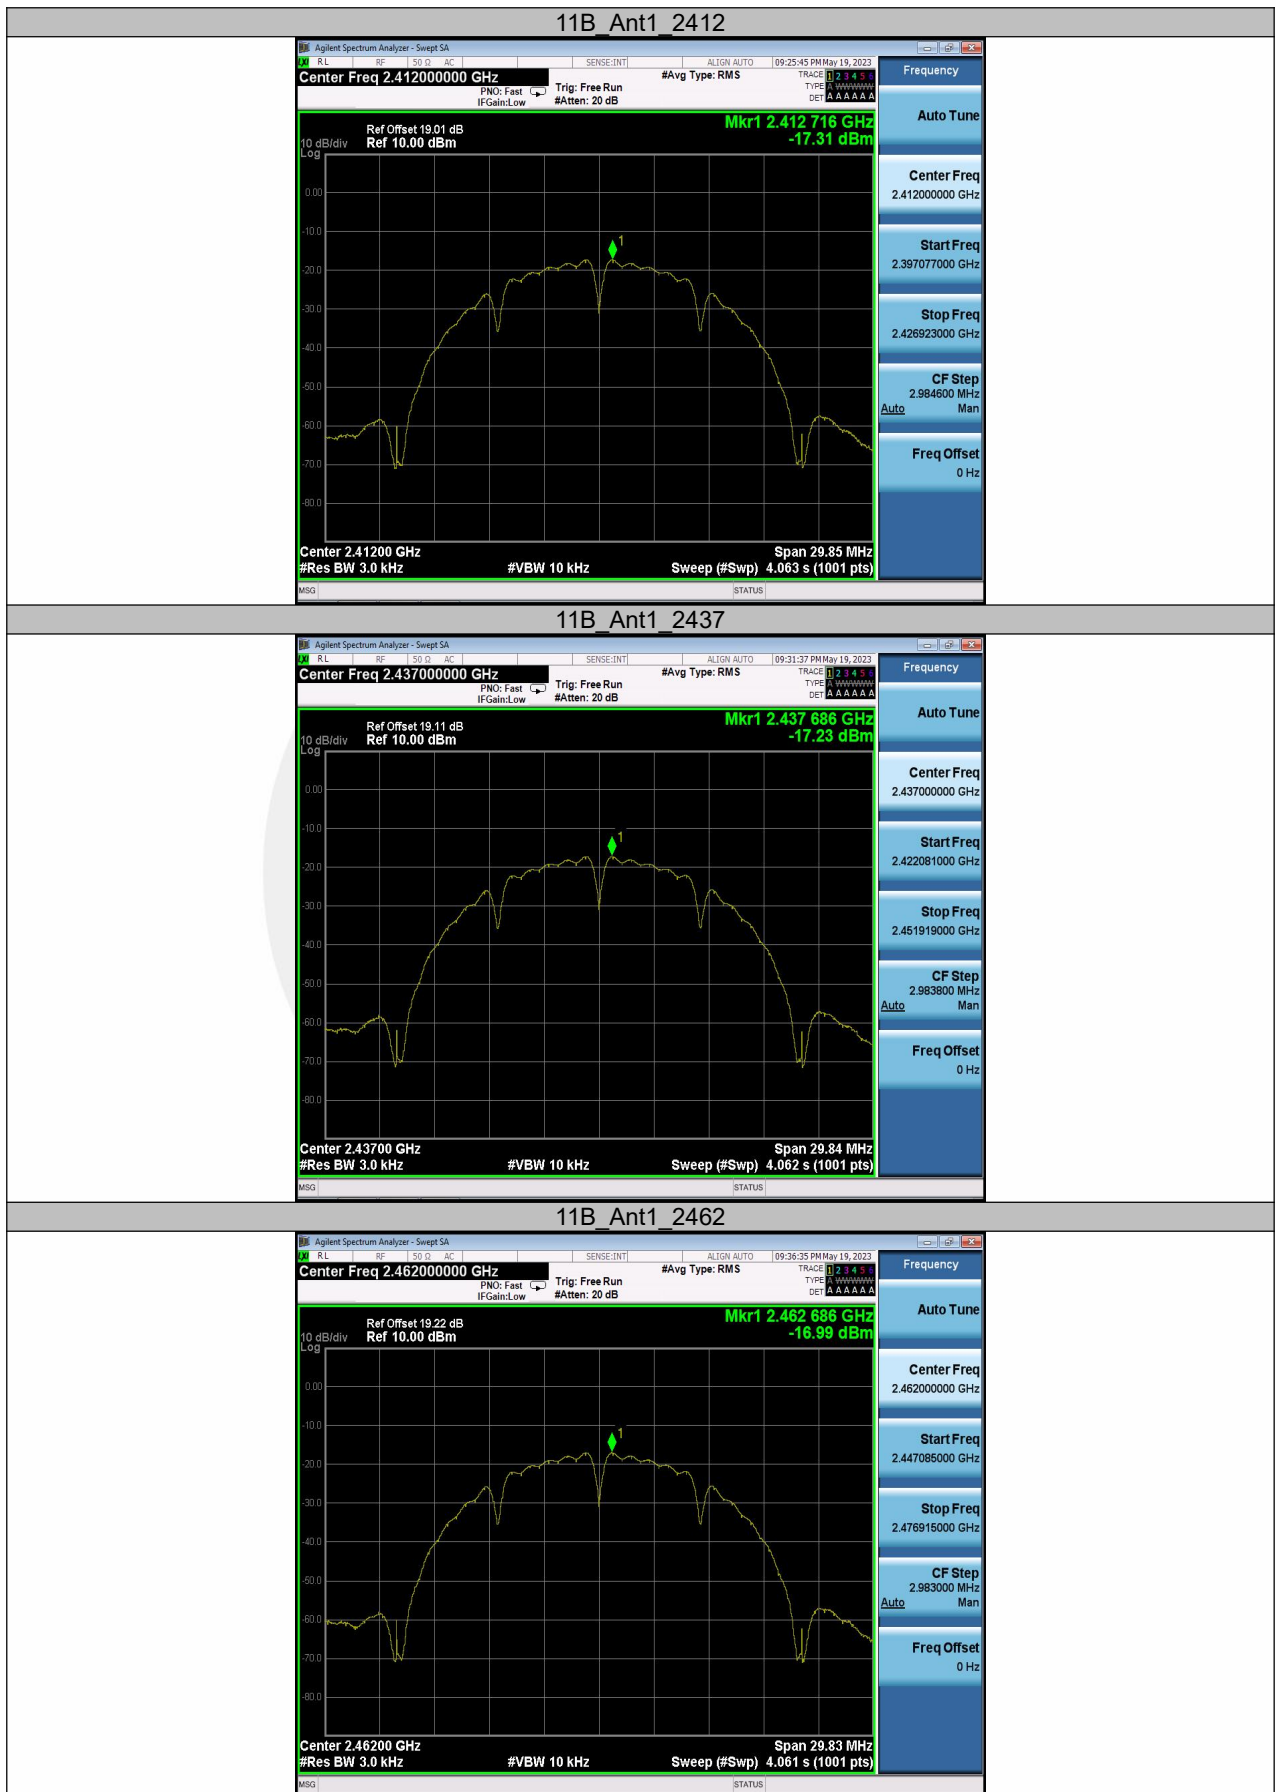 11B_Ant1_2412
Agilent Spectrum Analyzer - Swept SA
LXI RL RF 50 Ω AC SENSE:INT ALIGN AUTO 09:25:45 PM May 19, 2023
Center Freq 2.412000000 GHz
PNO: Fast
IFGain:Low
Trig: Free Run
#Atten: 20 dB
#Avg Type: RMS
TRACE 1 2 3 4 5 6
TYPE A WWWWW
DET A A A A A A
Frequency
Mkr1 2.412 716 GHz
-17.31 dBm
Ref Offset 19.01 dB
10 dB/div Ref 10.00 dBm
Log
0.00
-10.0
-20.0
-30.0
-40.0
-50.0
-60.0
-70.0
-80.0
1
Center 2.41200 GHz
Span 29.85 MHz
#Res BW 3.0 kHz
#VBW 10 kHz
Sweep (#Swp) 4.063 s (1001 pts)
MSG
STATUS
Auto Tune
Center Freq
2.412000000 GHz
Start Freq
2.397077000 GHz
Stop Freq
2.426923000 GHz
CF Step
2.984600 MHz
Auto Man
Freq Offset
0 Hz
11B_Ant1_2437
Agilent Spectrum Analyzer - Swept SA
LXI RL RF 50 Ω AC SENSE:INT ALIGN AUTO 09:31:37 PM May 19, 2023
Center Freq 2.437000000 GHz
PNO: Fast
IFGain:Low
Trig: Free Run
#Atten: 20 dB
#Avg Type: RMS
TRACE 1 2 3 4 5 6
TYPE A WWWWW
DET A A A A A A
Frequency
Mkr1 2.437 686 GHz
-17.23 dBm
Ref Offset 19.11 dB
10 dB/div Ref 10.00 dBm
Log
0.00
-10.0
-20.0
-30.0
-40.0
-50.0
-60.0
-70.0
-80.0
1
Center 2.43700 GHz
Span 29.84 MHz
#Res BW 3.0 kHz
#VBW 10 kHz
Sweep (#Swp) 4.062 s (1001 pts)
MSG
STATUS
Auto Tune
Center Freq
2.437000000 GHz
Start Freq
2.422081000 GHz
Stop Freq
2.451919000 GHz
CF Step
2.983800 MHz
Auto Man
Freq Offset
0 Hz
11B_Ant1_2462
Agilent Spectrum Analyzer - Swept SA
LXI RL RF 50 Ω AC SENSE:INT ALIGN AUTO 09:36:35 PM May 19, 2023
Center Freq 2.462000000 GHz
PNO: Fast
IFGain:Low
Trig: Free Run
#Atten: 20 dB
#Avg Type: RMS
TRACE 1 2 3 4 5 6
TYPE A WWWWW
DET A A A A A A
Frequency
Mkr1 2.462 686 GHz
-16.99 dBm
Ref Offset 19.22 dB
10 dB/div Ref 10.00 dBm
Log
0.00
-10.0
-20.0
-30.0
-40.0
-50.0
-60.0
-70.0
-80.0
1
Center 2.46200 GHz
Span 29.83 MHz
#Res BW 3.0 kHz
#VBW 10 kHz
Sweep (#Swp) 4.061 s (1001 pts)
MSG
STATUS
Auto Tune
Center Freq
2.462000000 GHz
Start Freq
2.447085000 GHz
Stop Freq
2.476915000 GHz
CF Step
2.983000 MHz
Auto Man
Freq Offset
0 Hz